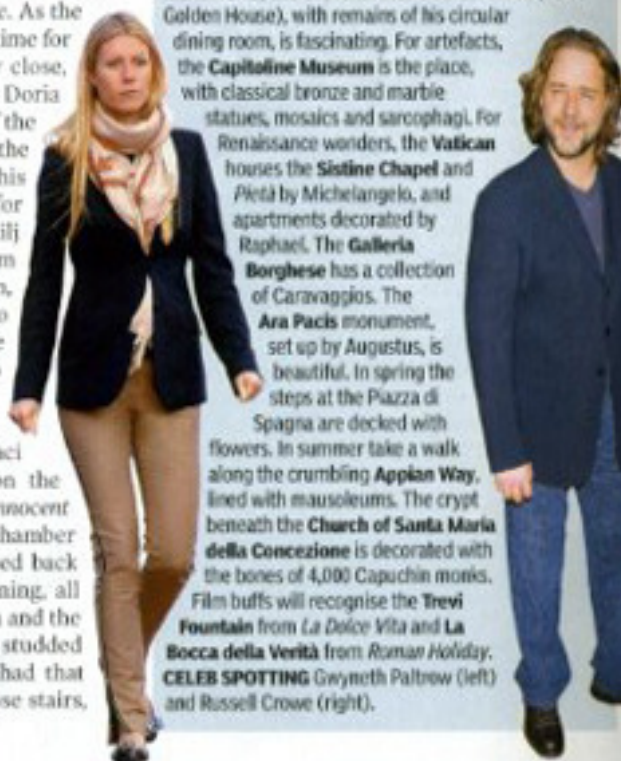 e. As the
ime for
close,
Doria
the
the
his
for
ilj
m
n,
o
e
ci
on the
nnocent
hamber
ed back
ning, all
and the
studded
had that
se stairs,
Golden House), with remains of his circular
dining room, is fascinating. For artefacts,
the Capitoline Museum is the place,
with classical bronze and marble
statues, mosaics and sarcophagi. For
Renaissance wonders, the Vatican
houses the Sistine Chapel and
Pietà by Michelangelo, and
apartments decorated by
Raphael. The Galleria
Borghese has a collection
of Caravaggios. The
Ara Pacis monument,
set up by Augustus, is
beautiful. In spring the
steps at the Piazza di
Spagna are decked with
flowers. In summer take a walk
along the crumbling Appian Way,
lined with mausoleums. The crypt
beneath the Church of Santa Maria
della Concezione is decorated with
the bones of 4,000 Capuchin monks.
Film buffs will recognise the Trevi
Fountain from La Dolce Vita and La
Bocca della Verità from Roman Holiday.
CELEB SPOTTING Gwyneth Paltrow (left)
and Russell Crowe (right).